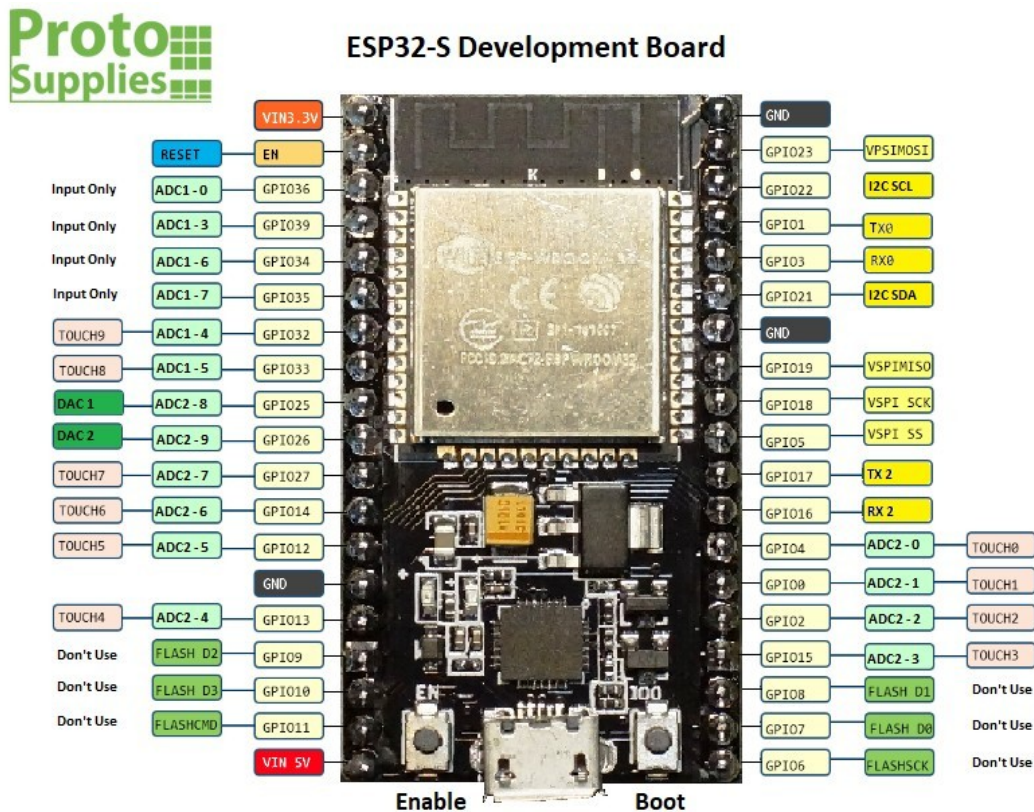 Proto
Supplies
ESP32-S Development Board
VIN3.3V
GND
RESET EN
GPIO23 VPSIMOSI
Input Only ADC1-0 GPIO36
GPIO22 I2C SCL
Input Only ADC1-3 GPIO39
GPIO1 TX0
Input Only ADC1-6 GPIO34
GPIO3 RX0
Input Only ADC1-7 GPIO35
GPIO21 I2C SDA
TOUCH9 ADC1-4 GPIO32
GND
TOUCH8 ADC1-5 GPIO33
GPIO19 VSPIMISO
DAC 1 ADC2-8 GPIO25
GPIO18 VSPI SCK
DAC 2 ADC2-9 GPIO26
GPIO5 VSPI SS
TOUCH7 ADC2-7 GPIO27
GPIO17 TX 2
TOUCH6 ADC2-6 GPIO14
GPIO16 RX 2
TOUCH5 ADC2-5 GPIO12
GPIO4 ADC2-0 TOUCH0
GND
GPIO0 ADC2-1 TOUCH1
TOUCH4 ADC2-4 GPIO13
GPIO2 ADC2-2 TOUCH2
Don't Use FLASH D2 GPIO9
GPIO15 ADC2-3 TOUCH3
Don't Use FLASH D3 GPIO10
GPIO8 FLASH D1 Don't Use
Don't Use FLASHCMD GPIO11
GPIO7 FLASH D0 Don't Use
VIN 5V
GPIO6 FLASHSCK Don't Use
CE
EN
Enable
Boot